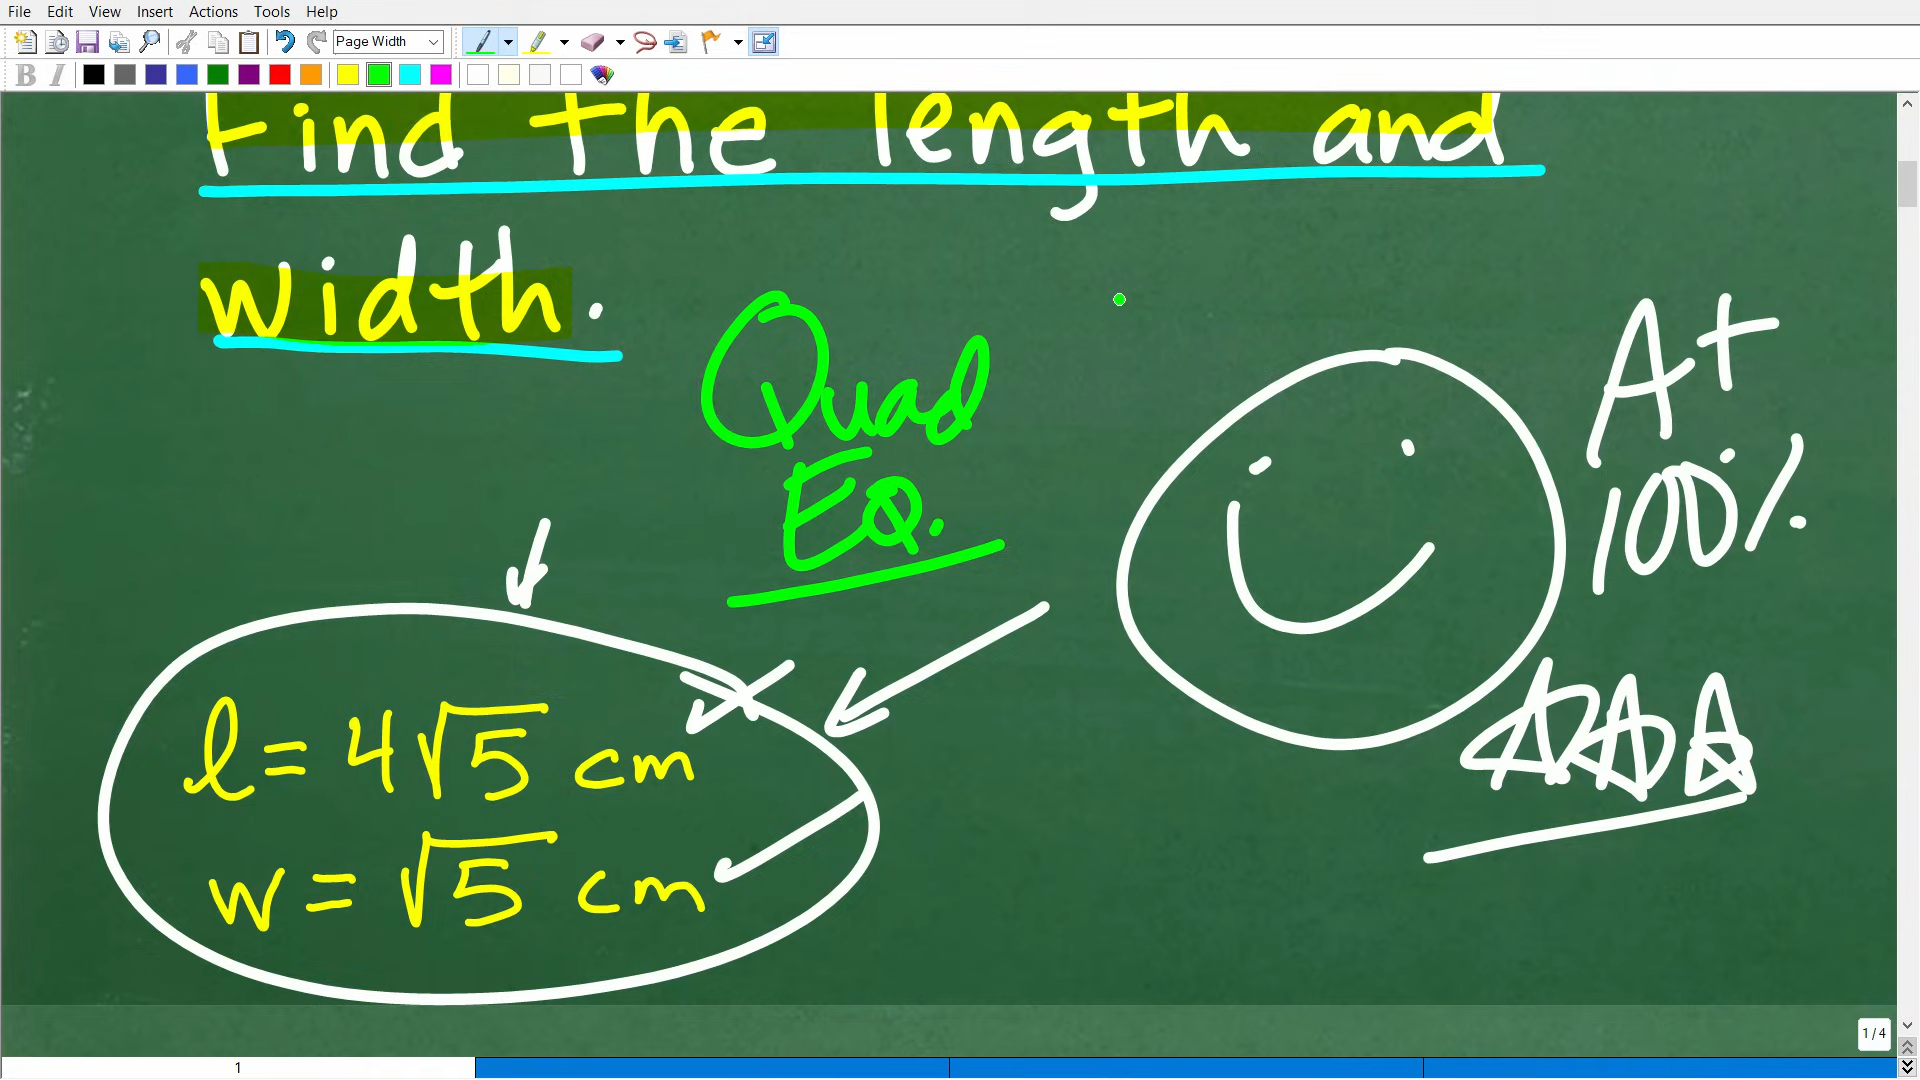 File Edit View Insert Actions Tools Help
Page Width
B I
Find the length and
width.
Quad
EQ.
A+
100%
l = 4√5 cm
w = √5 cm
1 / 4
1